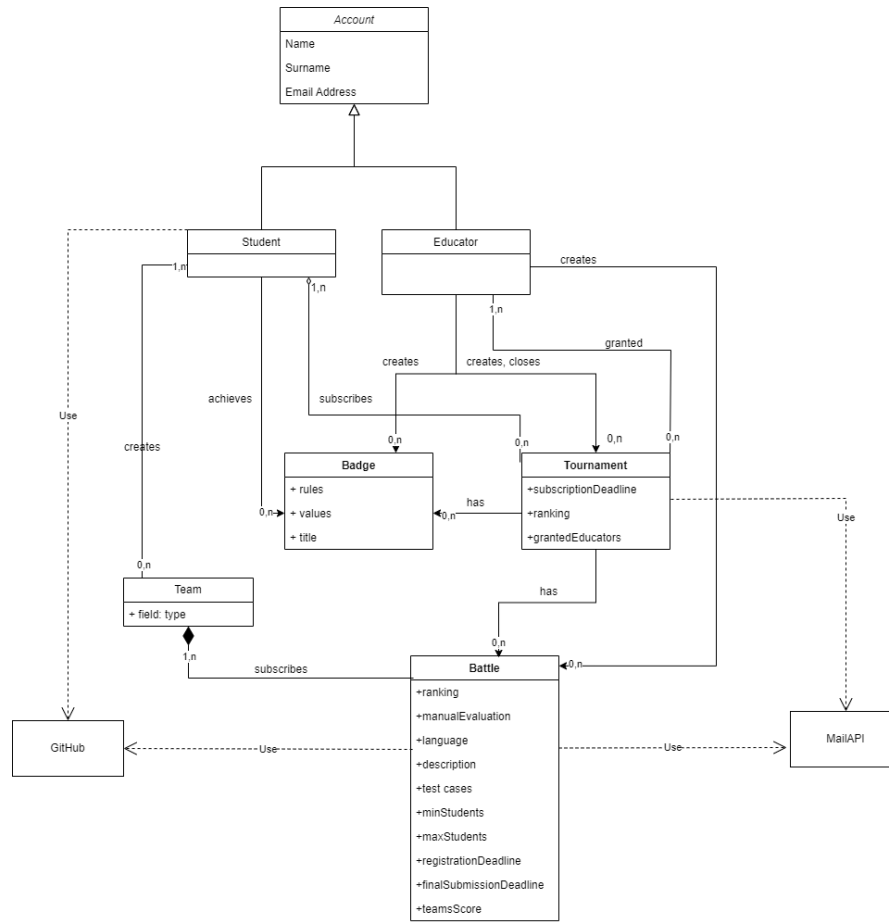 Account
Name
Surname
Email Address
Student
Educator
creates
1,n
1,n
1,n
granted
creates
creates, closes
achieves
subscribes
Use
creates
0,n
0,n
0,n
0,n
Badge
+ rules
+ values
+ title
0,n
has
0,n
Tournament
+subscriptionDeadline
+ranking
+grantedEducators
Use
0,n
Team
+ field: type
has
1,n
0,n
0,n
subscribes
Battle
+ranking
+manualEvaluation
+language
+description
+test cases
+minStudents
+maxStudents
+registrationDeadline
+finalSubmissionDeadline
+teamsScore
GitHub
Use
Use
MailAPI